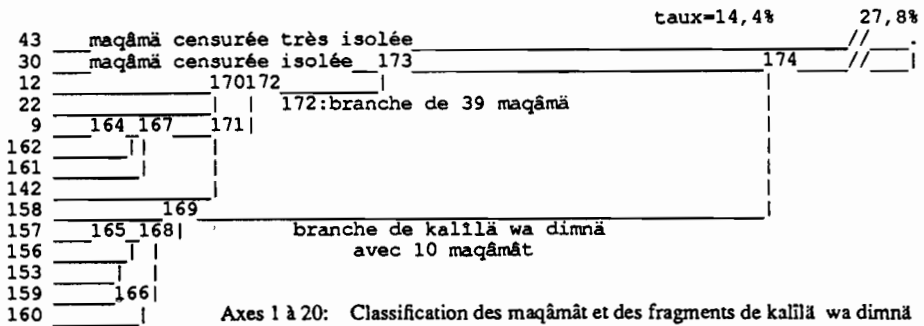 taux=14,4% 27,8%
43 maqâmä censurée très isolée //
30 maqâmä censurée isolée 173 174 //
12 170172
22 172:branche de 39 maqâmä
9 164 167 171
162
161
142
158 169
157 165 168 branche de kalîlä wa dimnä
156 avec 10 maqâmât
153
159 166
160 Axes 1 à 20: Classification des maqâmât et des fragments de kalîlä wa dimnä